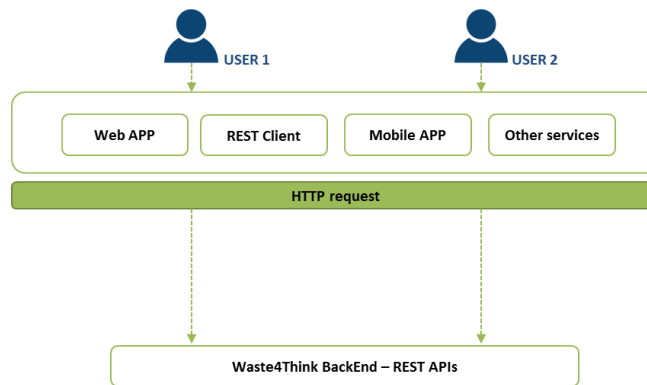 USER 1
USER 2
Web APP
REST Client
Mobile APP
Other services
HTTP request
Waste4Think BackEnd – REST APIs